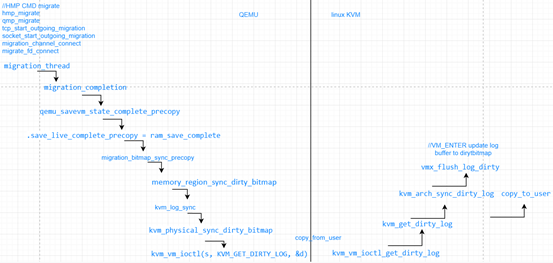 //HMP CMD migrate
hmp_migrate
qmp_migrate
tcp_start_outgoing_migration
socket_start_outgoing_migration
migration_channel_connect
migrate_fd_connect
QEMU
linux KVM
migration_thread
migration_completion
qemu_savevm_state_complete_precopy
.save_live_complete_precopy = ram_save_complete
migration_bitmap_sync_precopy
memory_region_sync_dirty_bitmap
kvm_log_sync
kvm_physical_sync_dirty_bitmap
kvm_vm_ioctl(s, KVM_GET_DIRTY_LOG, &d)
copy_from_user
//VM_ENTER update log
buffer to dirytbitmap
vmx_flush_log_dirty
kvm_arch_sync_dirty_log
copy_to_user
kvm_get_dirty_log
kvm_vm_ioctl_get_dirty_log